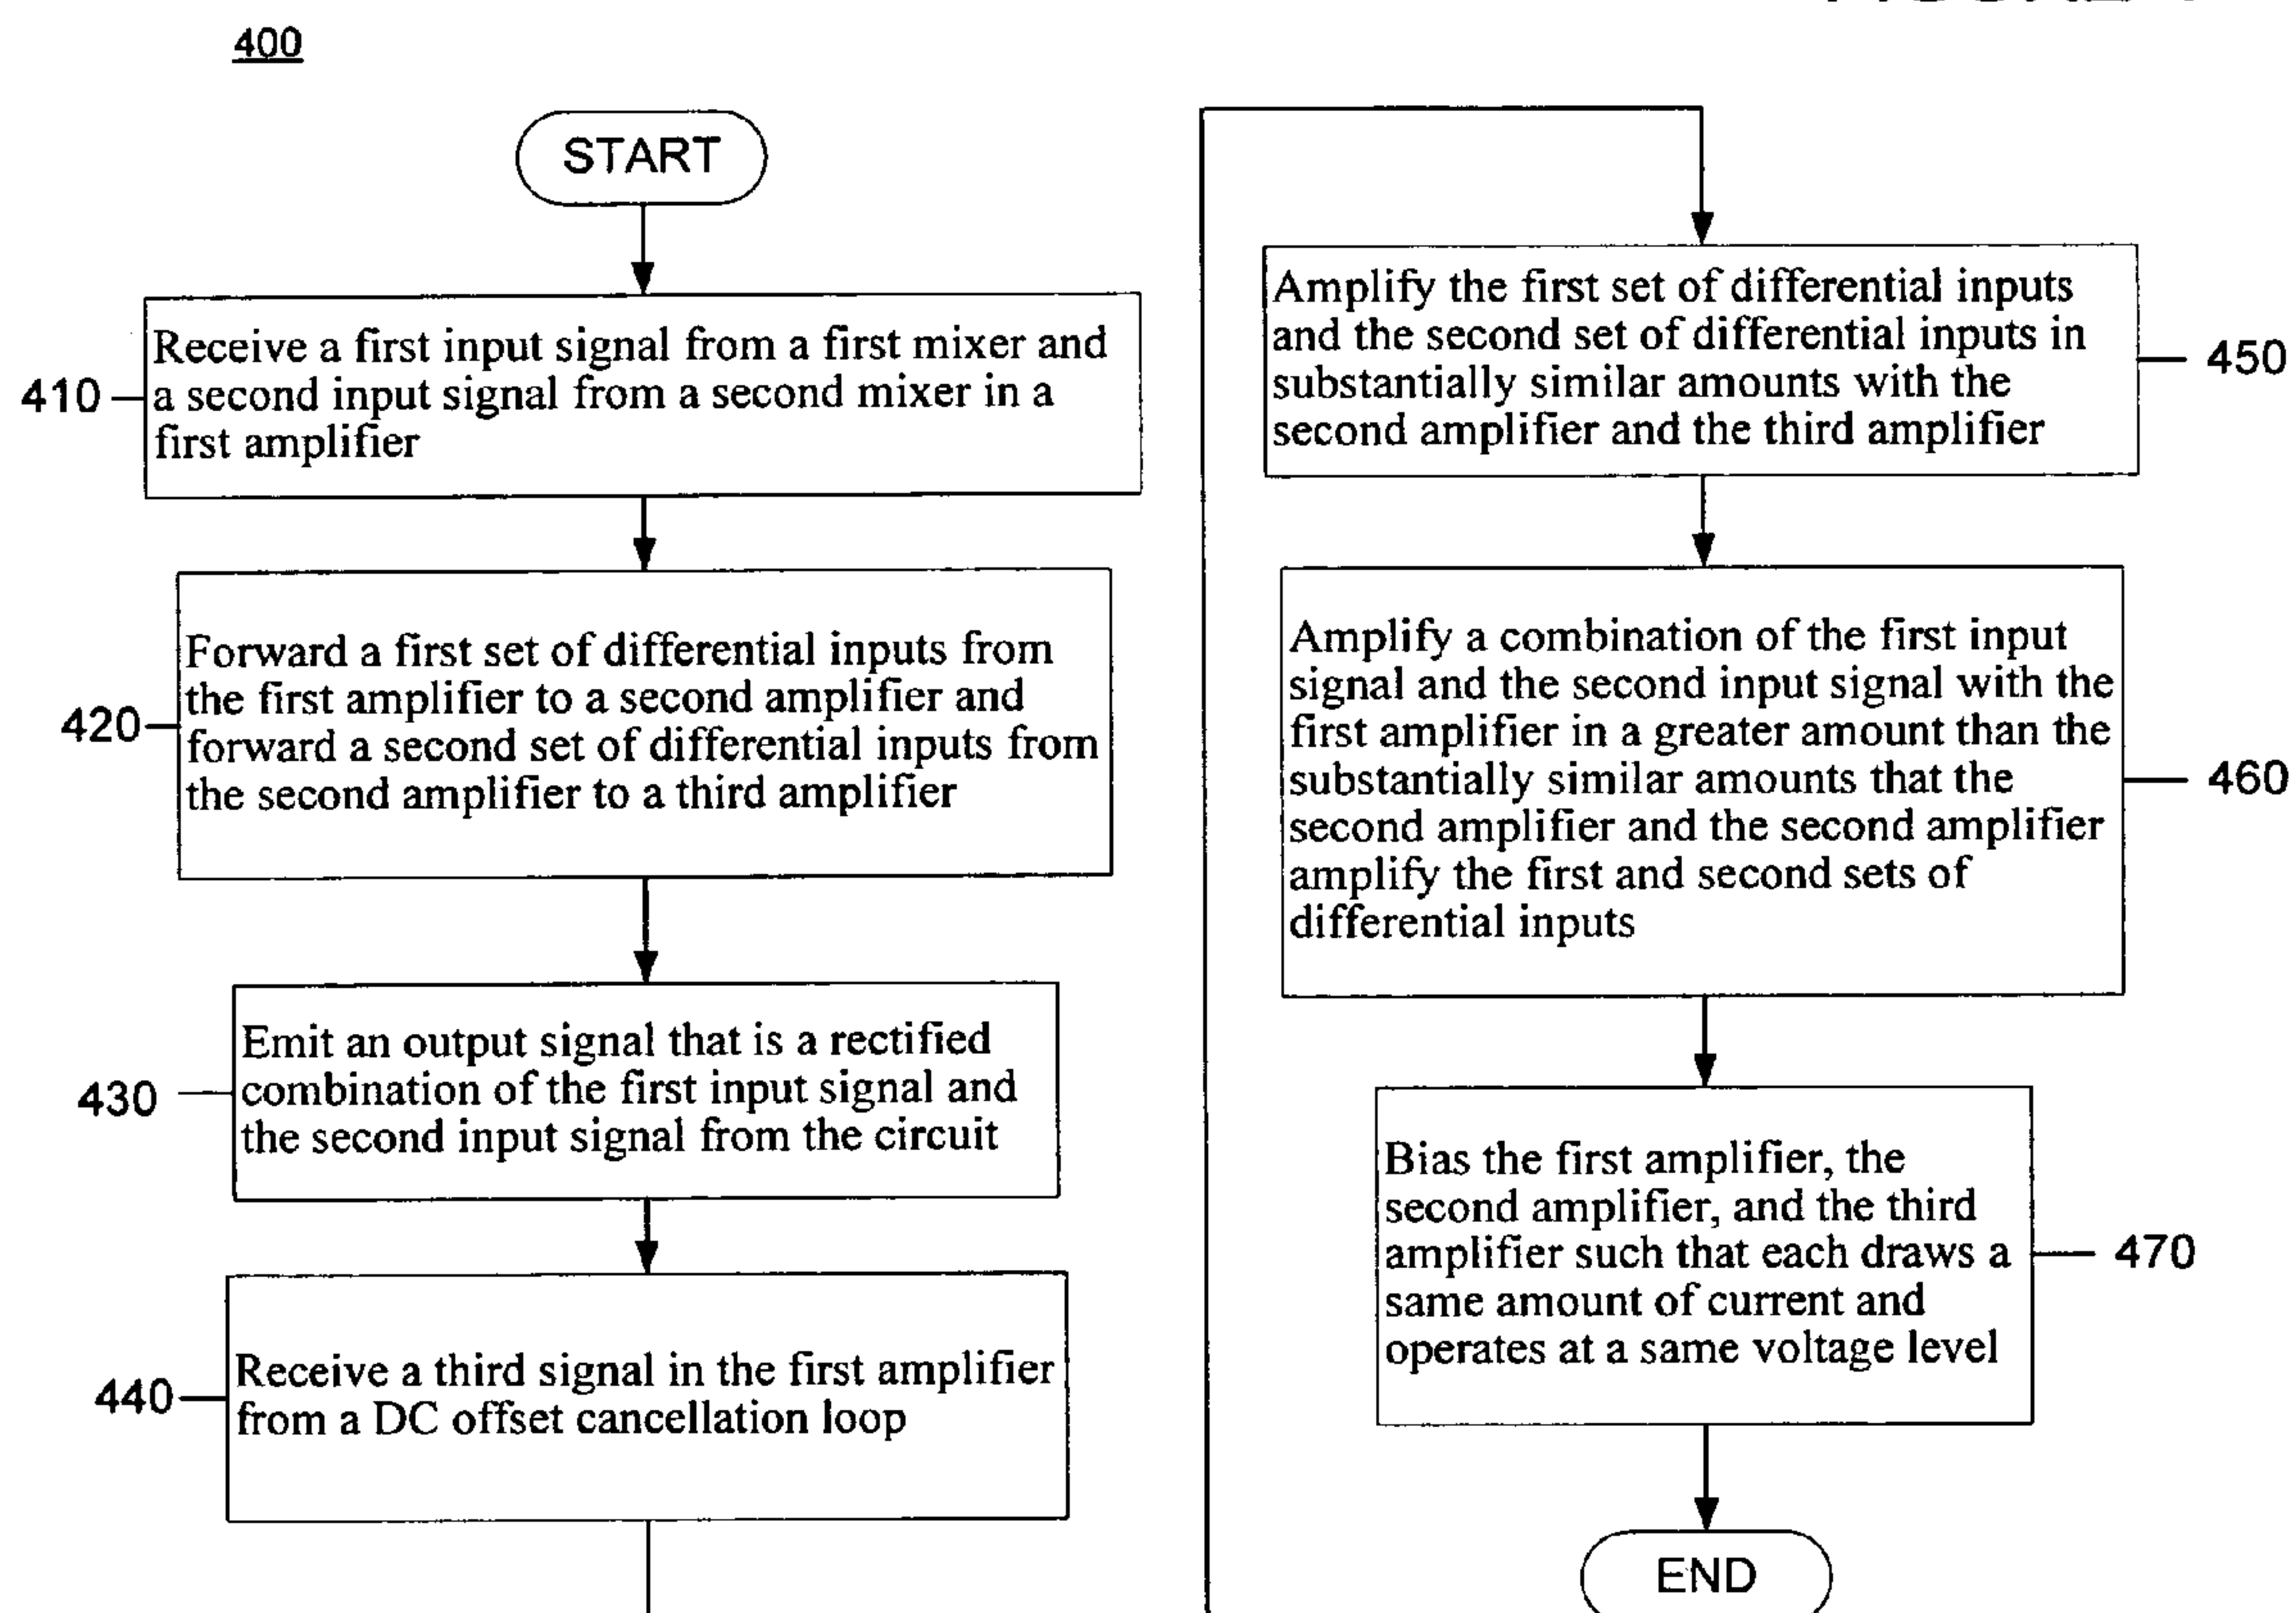 400
START
410
Receive a first input signal from a first mixer and
a second input signal from a second mixer in a
first amplifier
420
Forward a first set of differential inputs from
the first amplifier to a second amplifier and
forward a second set of differential inputs from
the second amplifier to a third amplifier
430
Emit an output signal that is a rectified
combination of the first input signal and
the second input signal from the circuit
440
Receive a third signal in the first amplifier
from a DC offset cancellation loop
Amplify the first set of differential inputs
and the second set of differential inputs in
substantially similar amounts with the
second amplifier and the third amplifier
450
Amplify a combination of the first input
signal and the second input signal with the
first amplifier in a greater amount than the
substantially similar amounts that the
second amplifier and the second amplifier
amplify the first and second sets of
differential inputs
460
Bias the first amplifier, the
second amplifier, and the third
amplifier such that each draws a
same amount of current and
operates at a same voltage level
470
END